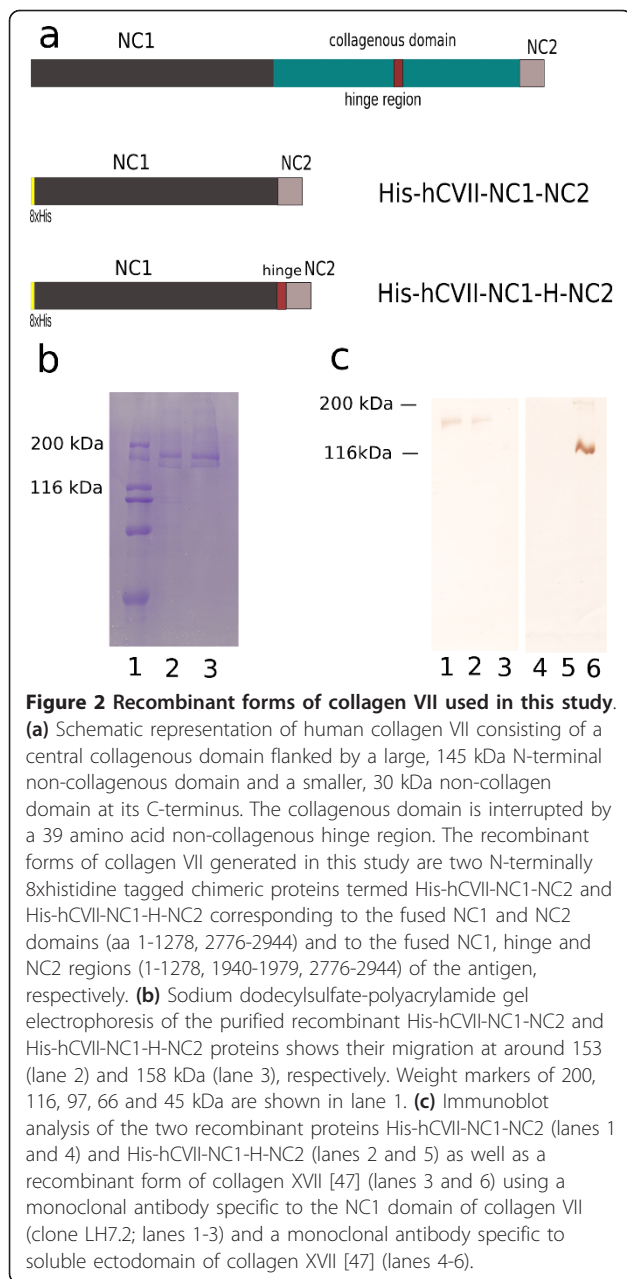 a
NC1
collagenous domain
NC2
hinge region
NC1
NC2
His-hCVII-NC1-NC2
8xHis
NC1
hinge NC2
His-hCVII-NC1-H-NC2
8xHis
b
200 kDa
116 kDa
1 2 3
c
200 kDa —
116kDa —
1 2 3 4 5 6
Figure 2 Recombinant forms of collagen VII used in this study.
(a) Schematic representation of human collagen VII consisting of a
central collagenous domain flanked by a large, 145 kDa N-terminal
non-collagenous domain and a smaller, 30 kDa non-collagen
domain at its C-terminus. The collagenous domain is interrupted by
a 39 amino acid non-collagenous hinge region. The recombinant
forms of collagen VII generated in this study are two N-terminally
8xhistidine tagged chimeric proteins termed His-hCVII-NC1-NC2 and
His-hCVII-NC1-H-NC2 corresponding to the fused NC1 and NC2
domains (aa 1-1278, 2776-2944) and to the fused NC1, hinge and
NC2 regions (1-1278, 1940-1979, 2776-2944) of the antigen,
respectively. (b) Sodium dodecylsulfate-polyacrylamide gel
electrophoresis of the purified recombinant His-hCVII-NC1-NC2 and
His-hCVII-NC1-H-NC2 proteins shows their migration at around 153
(lane 2) and 158 kDa (lane 3), respectively. Weight markers of 200,
116, 97, 66 and 45 kDa are shown in lane 1. (c) Immunoblot
analysis of the two recombinant proteins His-hCVII-NC1-NC2 (lanes 1
and 4) and His-hCVII-NC1-H-NC2 (lanes 2 and 5) as well as a
recombinant form of collagen XVII [47] (lanes 3 and 6) using a
monoclonal antibody specific to the NC1 domain of collagen VII
(clone LH7.2; lanes 1-3) and a monoclonal antibody specific to
soluble ectodomain of collagen XVII [47] (lanes 4-6).